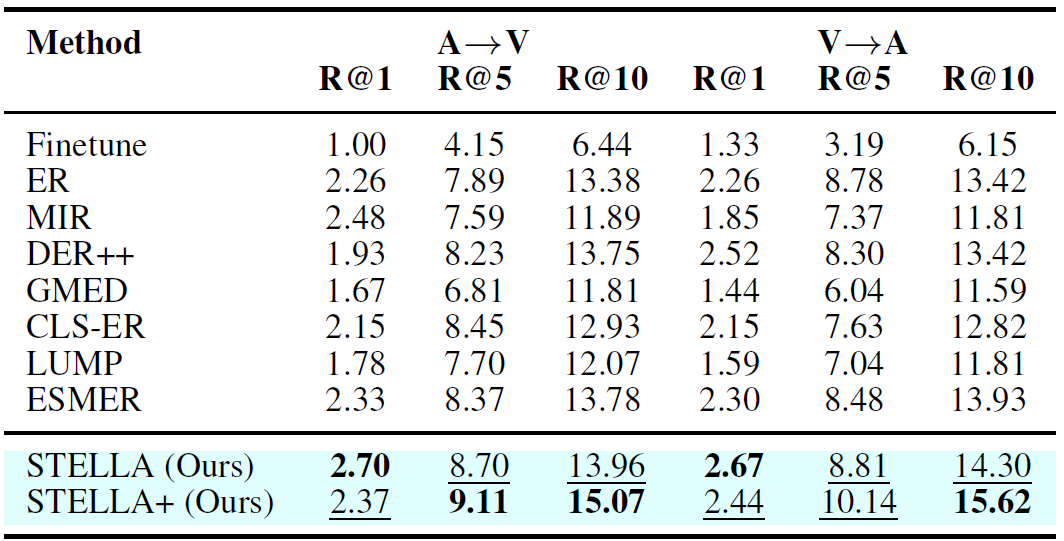 Method A→V V→A
R@1 R@5 R@10 R@1 R@5 R@10
Finetune 1.00 4.15 6.44 1.33 3.19 6.15
ER 2.26 7.89 13.38 2.26 8.78 13.42
MIR 2.48 7.59 11.89 1.85 7.37 11.81
DER++ 1.93 8.23 13.75 2.52 8.30 13.42
GMED 1.67 6.81 11.81 1.44 6.04 11.59
CLS-ER 2.15 8.45 12.93 2.15 7.63 12.82
LUMP 1.78 7.70 12.07 1.59 7.04 11.81
ESMER 2.33 8.37 13.78 2.30 8.48 13.93
STELLA (Ours) 2.70 8.70 13.96 2.67 8.81 14.30
STELLA+ (Ours) 2.37 9.11 15.07 2.44 10.14 15.62